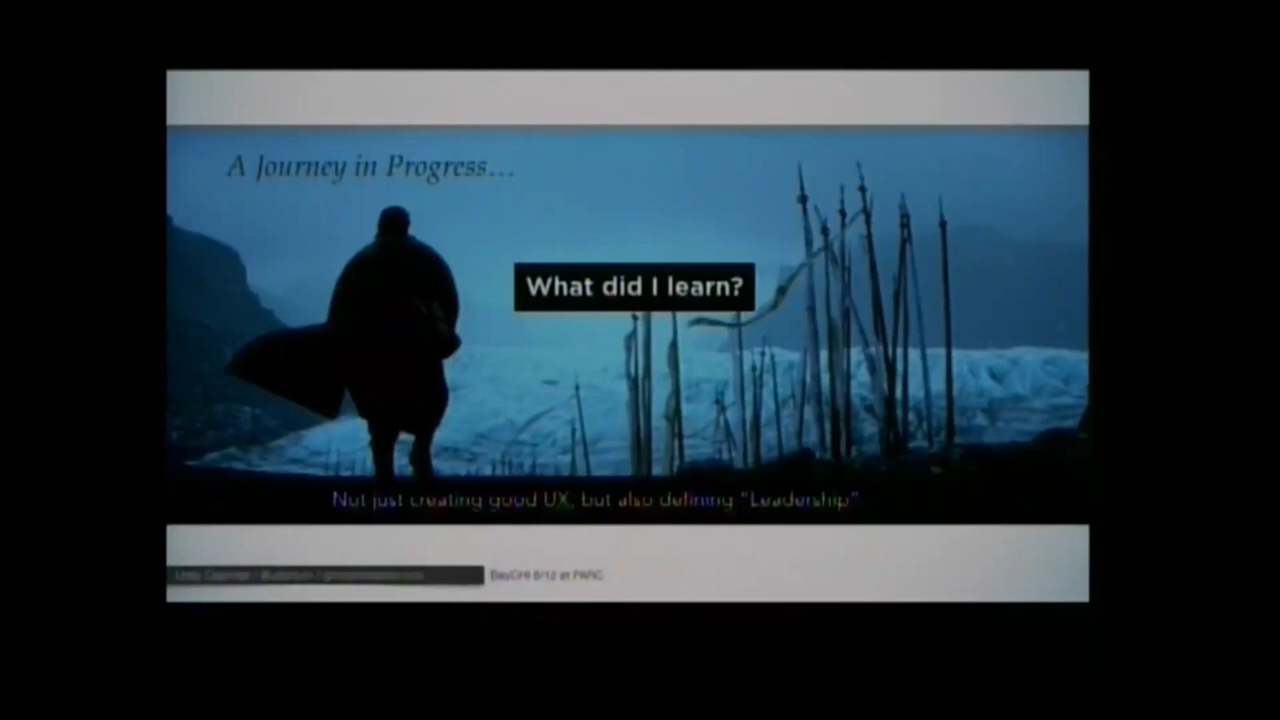 A Journey in Progress...
What did I learn?
Not just creating good UX, but also defining "Leadership"
BayCHI 8/12 at PARC